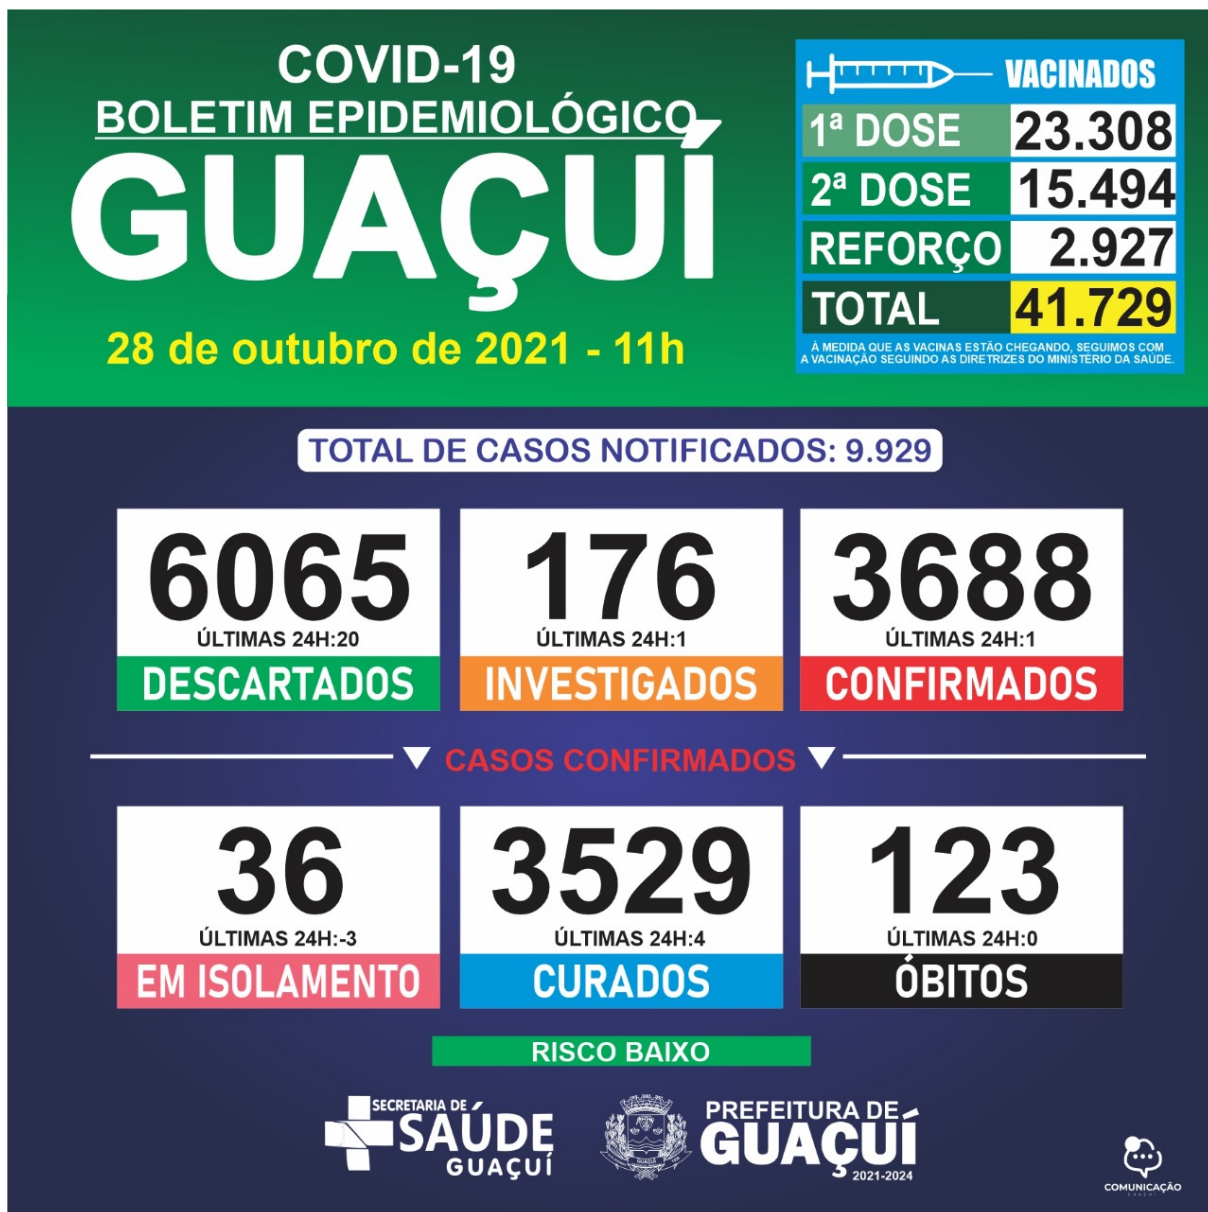 COVID-19
BOLETIM EPIDEMIOLÓGICO
GUAÇUÍ
28 de outubro de 2021 - 11h
VACINADOS
1ª DOSE 23.308
2ª DOSE 15.494
REFORÇO 2.927
TOTAL 41.729
À MEDIDA QUE AS VACINAS ESTÃO CHEGANDO, SEGUIMOS COM
A VACINAÇÃO SEGUINDO AS DIRETRIZES DO MINISTÉRIO DA SAÚDE.
TOTAL DE CASOS NOTIFICADOS: 9.929
6065
ÚLTIMAS 24H:20
DESCARTADOS
176
ÚLTIMAS 24H:1
INVESTIGADOS
3688
ÚLTIMAS 24H:1
CONFIRMADOS
CASOS CONFIRMADOS
36
ÚLTIMAS 24H:-3
EM ISOLAMENTO
3529
ÚLTIMAS 24H:4
CURADOS
123
ÚLTIMAS 24H:0
ÓBITOS
RISCO BAIXO
SECRETARIA DE
SAÚDE
GUAÇUÍ
GUAÇUÍ
PREFEITURA DE
GUAÇUÍ
2021-2024
COMUNICAÇÃO
GUAÇUÍ